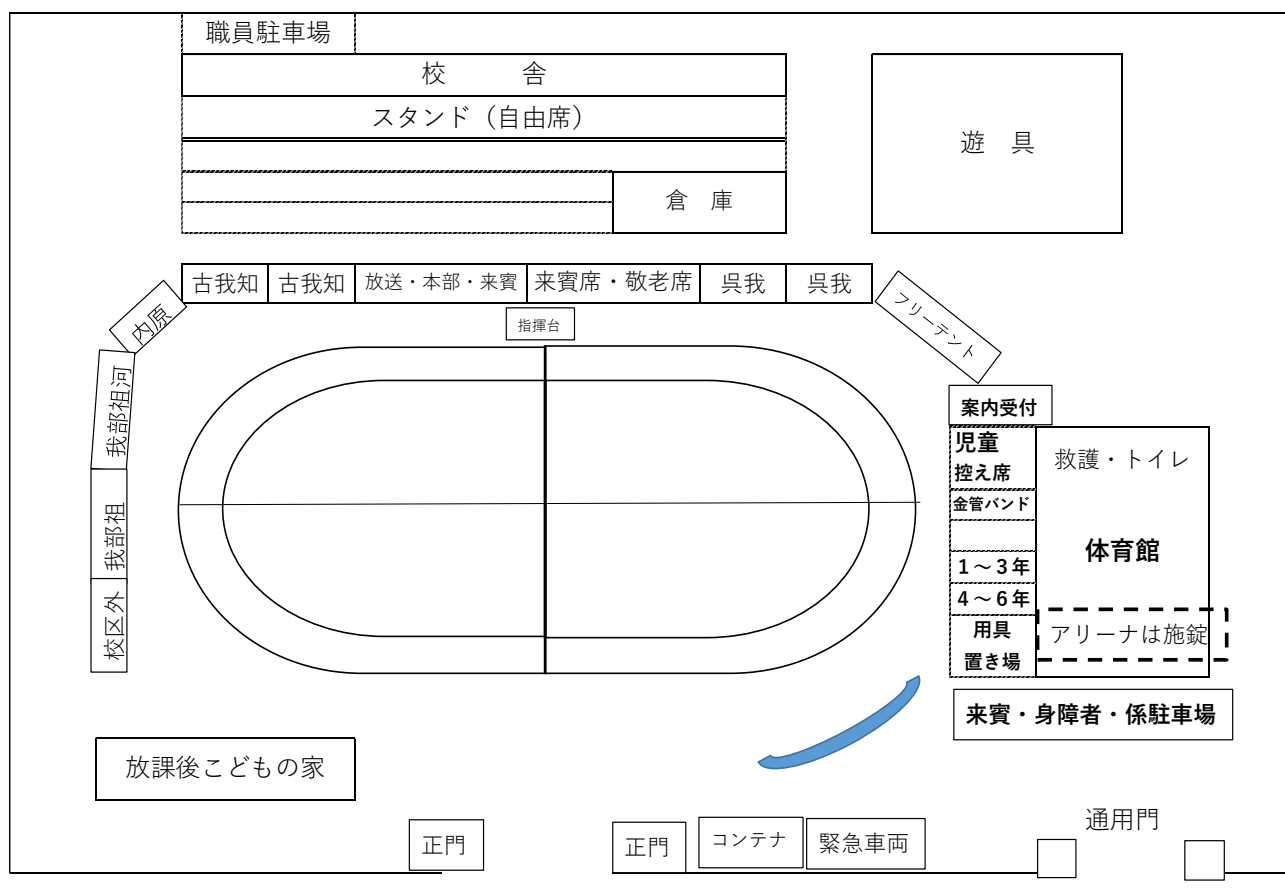 職員駐車場
校 舎
スタンド（自由席）
遊 具
倉 庫
古我知
古我知
放送・本部・来賓
来賓席・敬老席
呉我
呉我
フリーテント
内原
指揮台
我部祖河
我部祖
校区外
案内受付
児童
控え席
金管バンド
1～3年
4～6年
用具
置き場
救護・トイレ
体育館
アリーナは施錠
来賓・身障者・係駐車場
放課後こどもの家
正門
正門
コンテナ
緊急車両
通用門